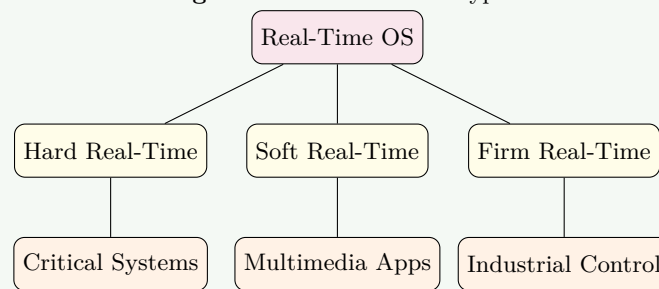 Real-Time OS
Hard Real-Time
Soft Real-Time
Firm Real-Time
Critical Systems
Multimedia Apps
Industrial Control